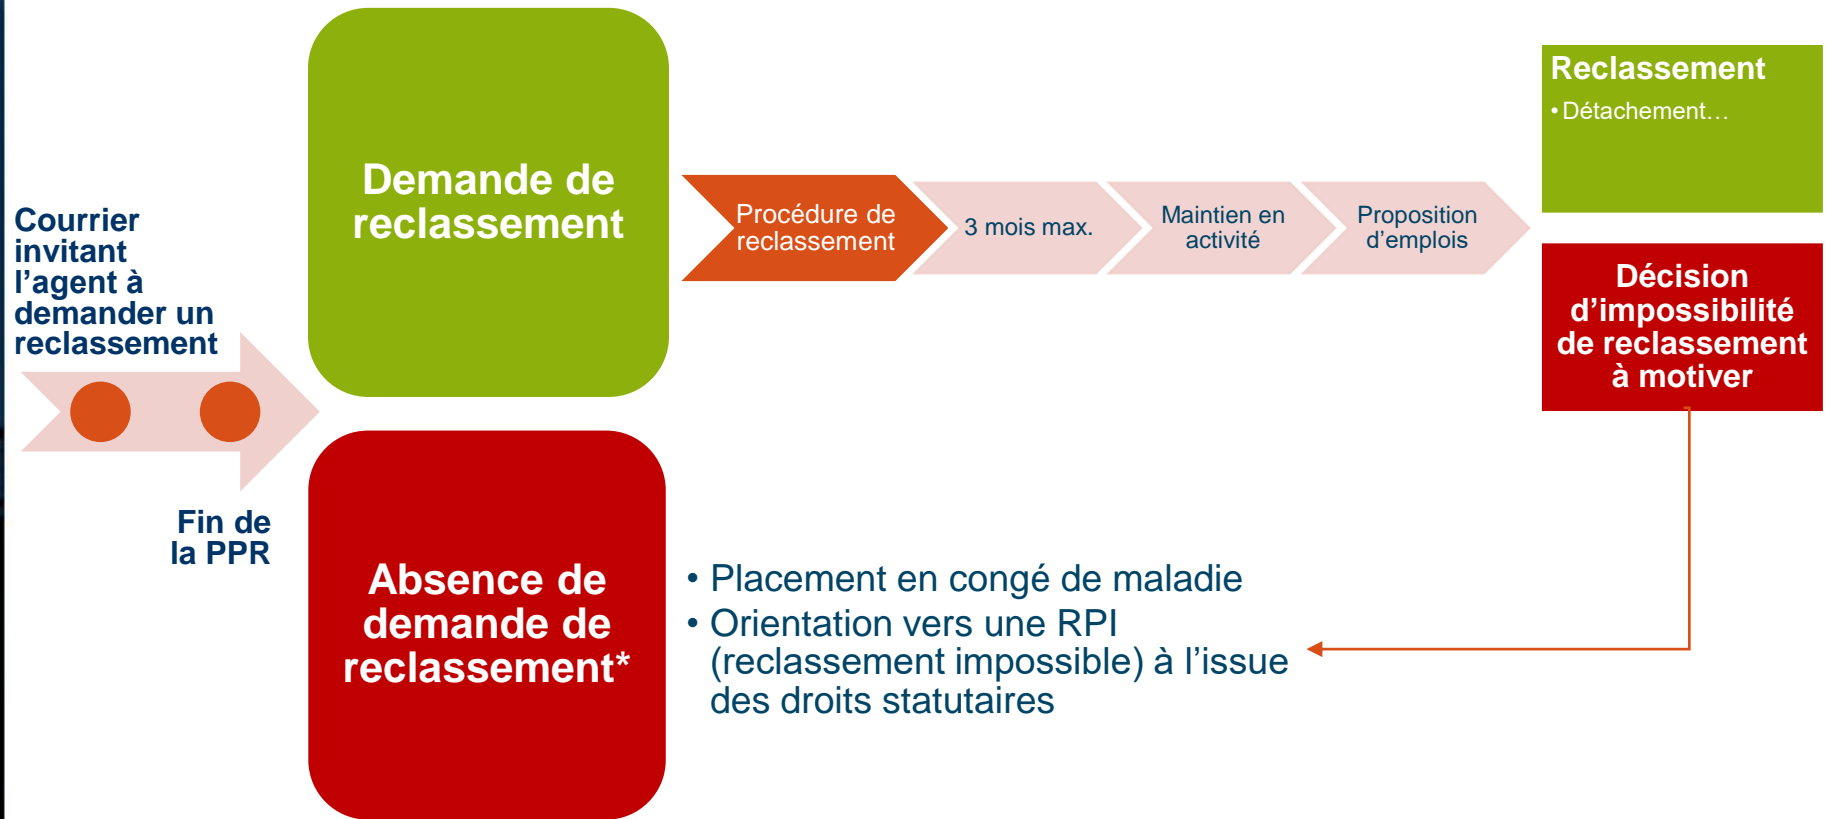 Courrier
invitant
l’agent à
demander un
reclassement
Fin de
la PPR
Demande de
reclassement
Procédure de
reclassement
3 mois max.
Maintien en
activité
Proposition
d’emplois
Reclassement
• Détachement…
Décision
d’impossibilité
de reclassement
à motiver
Absence de
demande de
reclassement*
• Placement en congé de maladie
• Orientation vers une RPI
(reclassement impossible) à l’issue
des droits statutaires